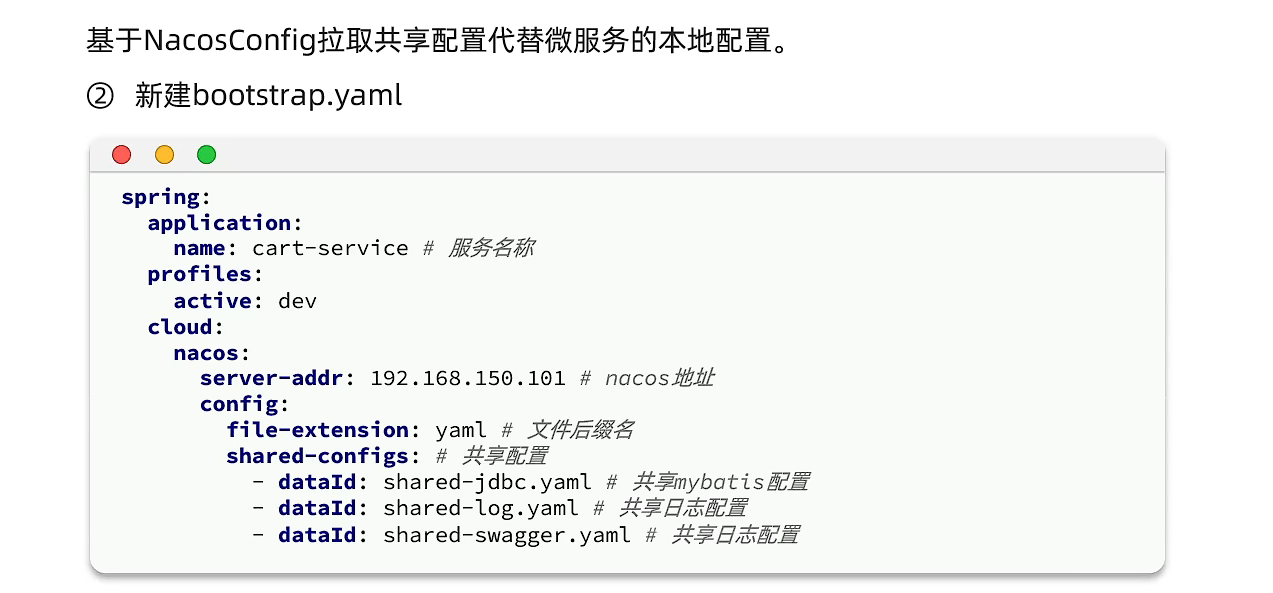 基于NacosConfig拉取共享配置代替微服务的本地配置。
② 新建bootstrap.yaml
spring:
  application:
    name: cart-service # 服务名称
  profiles:
    active: dev
  cloud:
    nacos:
      server-addr: 192.168.150.101 # nacos地址
      config:
        file-extension: yaml # 文件后缀名
        shared-configs: # 共享配置
          - dataId: shared-jdbc.yaml # 共享mybatis配置
          - dataId: shared-log.yaml # 共享日志配置
          - dataId: shared-swagger.yaml # 共享日志配置